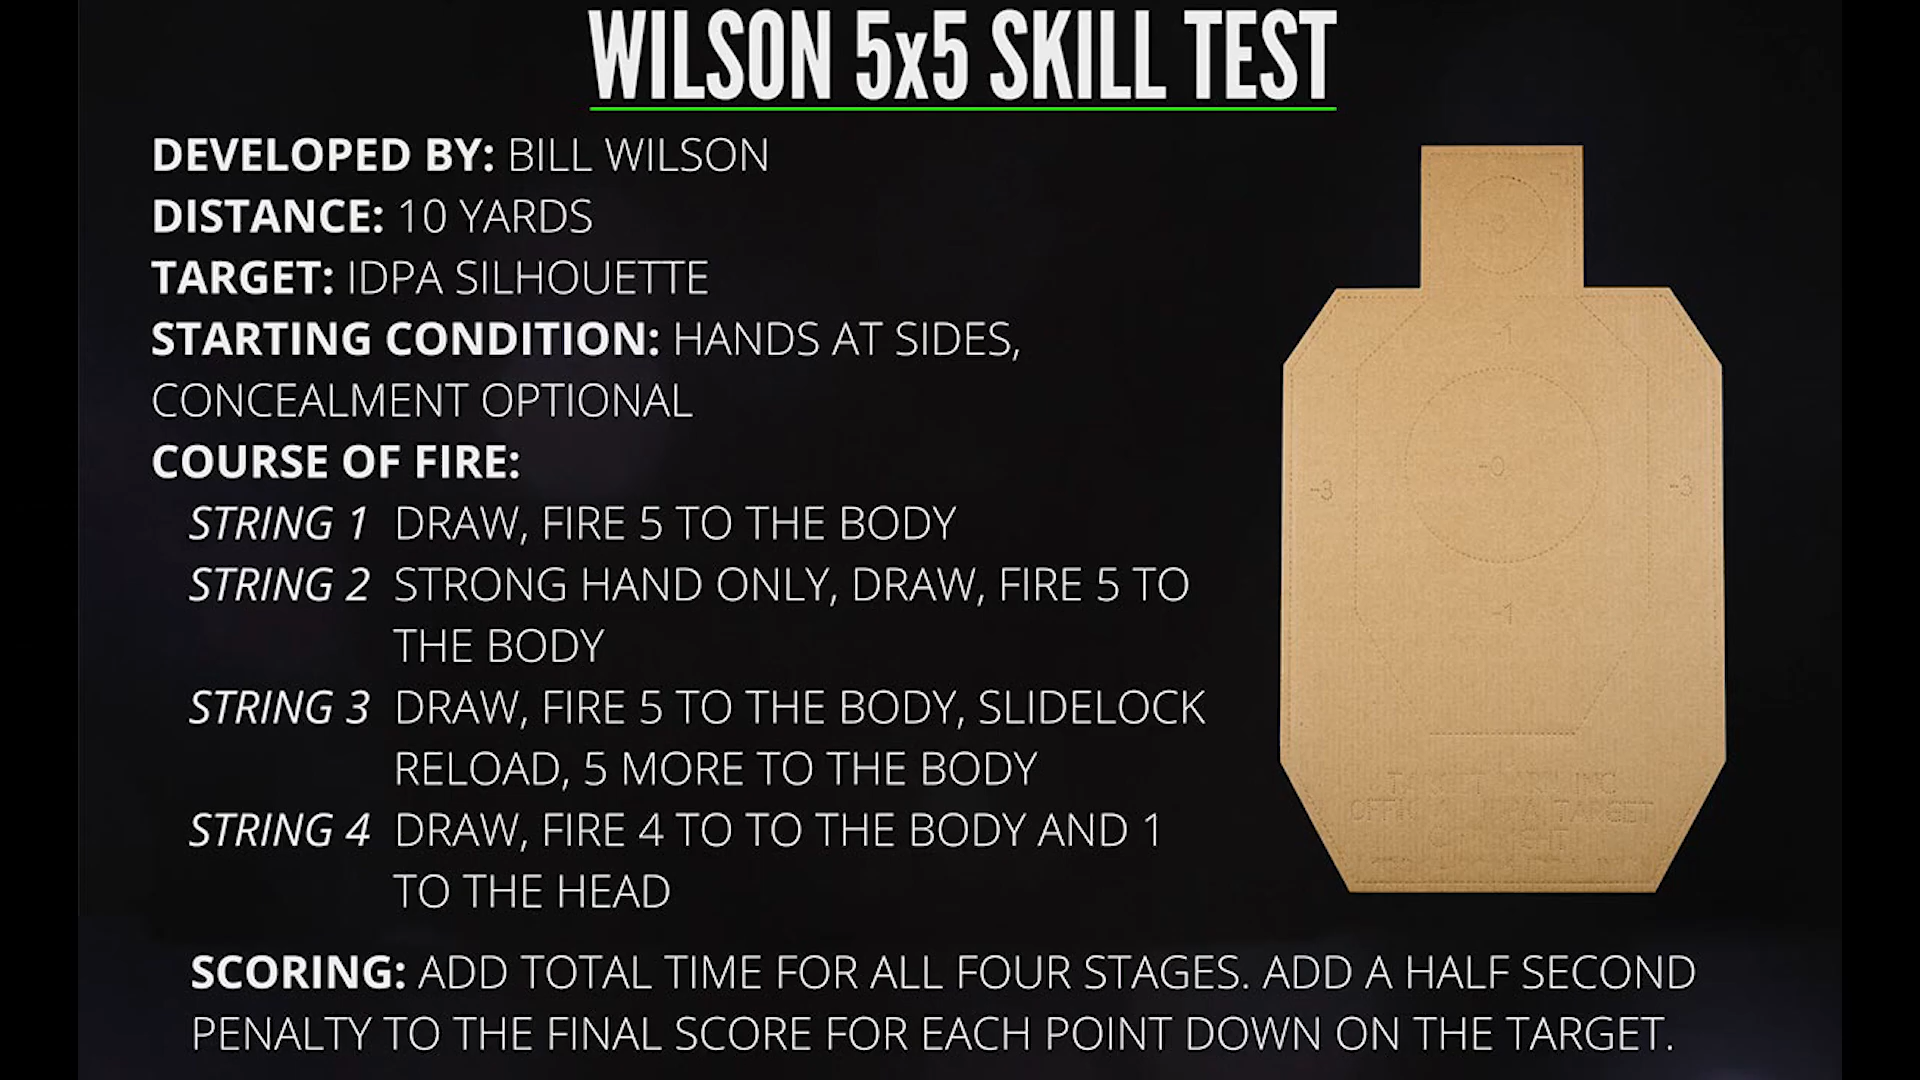 WILSON 5x5 SKILL TEST
DEVELOPED BY: BILL WILSON
DISTANCE: 10 YARDS
TARGET: IDPA SILHOUETTE
STARTING CONDITION: HANDS AT SIDES,
CONCEALMENT OPTIONAL
COURSE OF FIRE:
STRING 1 DRAW, FIRE 5 TO THE BODY
STRING 2 STRONG HAND ONLY, DRAW, FIRE 5 TO
THE BODY
STRING 3 DRAW, FIRE 5 TO THE BODY, SLIDELOCK
RELOAD, 5 MORE TO THE BODY
STRING 4 DRAW, FIRE 4 TO TO THE BODY AND 1
TO THE HEAD
SCORING: ADD TOTAL TIME FOR ALL FOUR STAGES. ADD A HALF SECOND
PENALTY TO THE FINAL SCORE FOR EACH POINT DOWN ON THE TARGET.
-1
-0
-3
-3
-1
TARGET